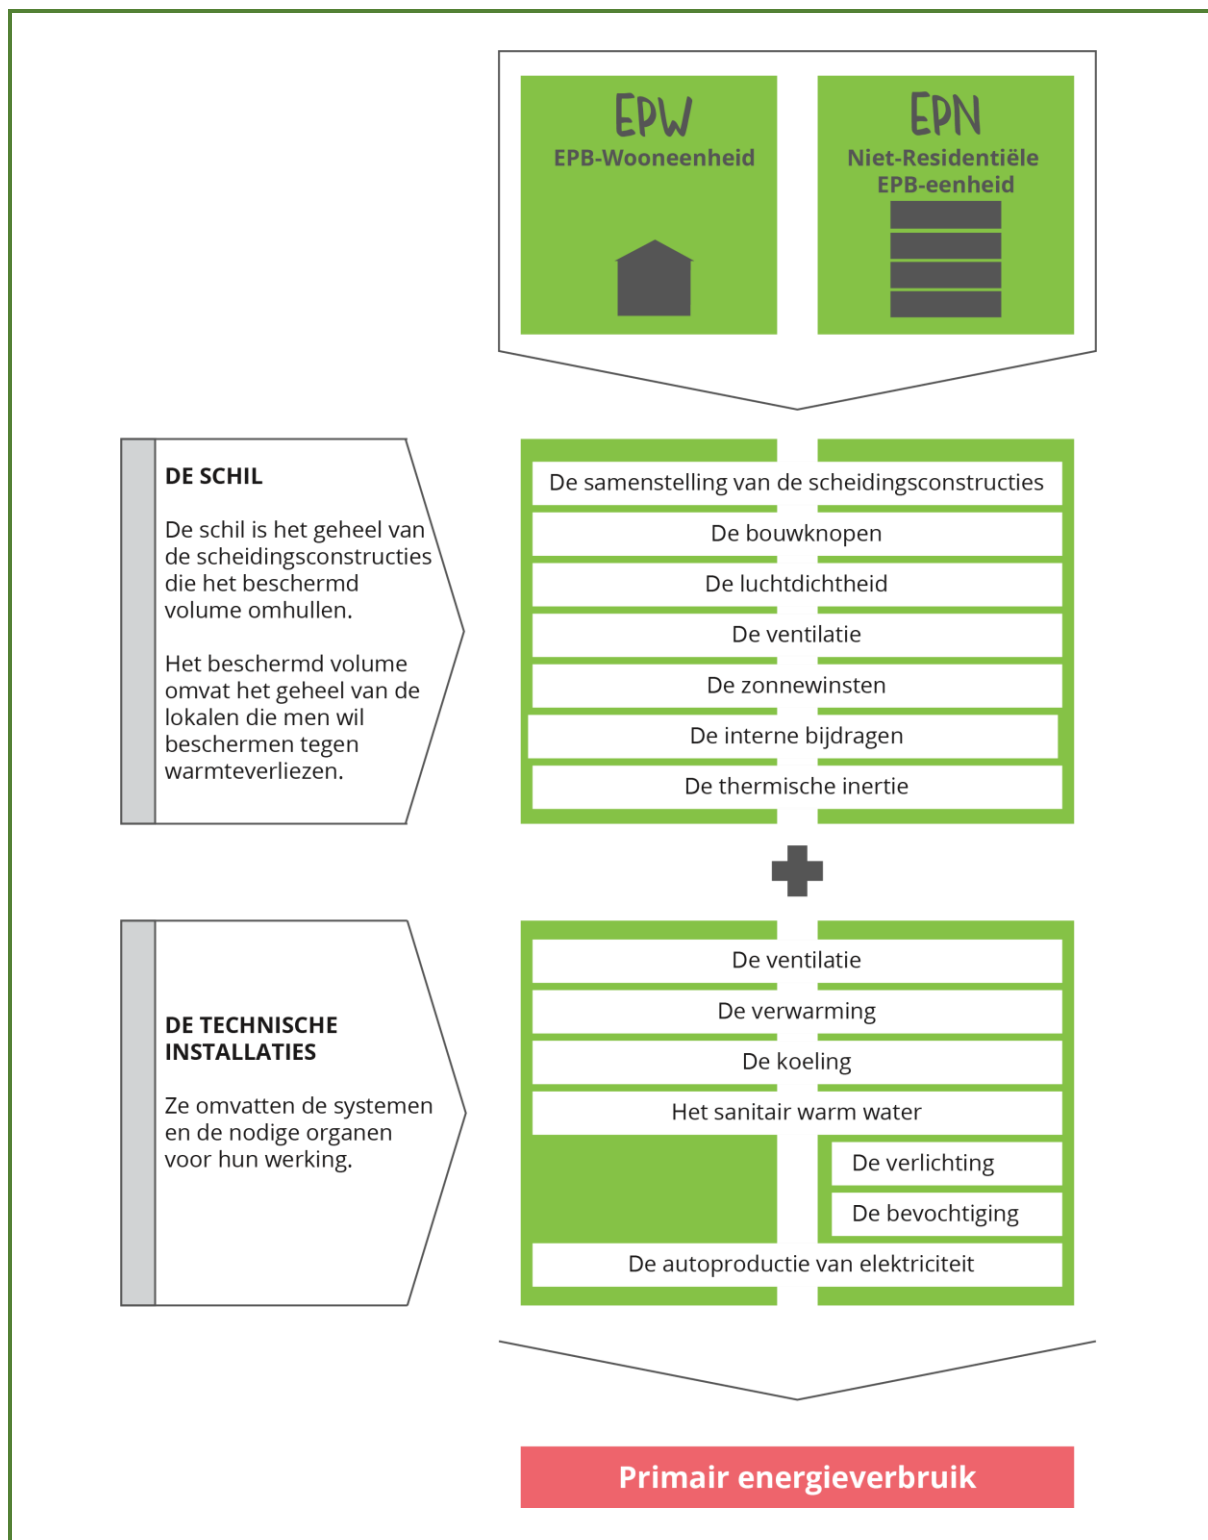 EPW
EPB-Wooneenheid
EPN
Niet-Residentiële
EPB-eenheid
DE SCHIL
De schil is het geheel van
de scheidingsconstructies
die het beschermd
volume omhullen.
Het beschermd volume
omvat het geheel van de
lokalen die men wil
beschermen tegen
warmteverliezen.
De samenstelling van de scheidingsconstructies
De bouwknopen
De luchtdichtheid
De ventilatie
De zonnewinsten
De interne bijdragen
De thermische inertie
DE TECHNISCHE
INSTALLATIES
Ze omvatten de systemen
en de nodige organen
voor hun werking.
De ventilatie
De verwarming
De koeling
Het sanitair warm water
De verlichting
De bevochtiging
De autoproductie van elektriciteit
Primair energieverbruik